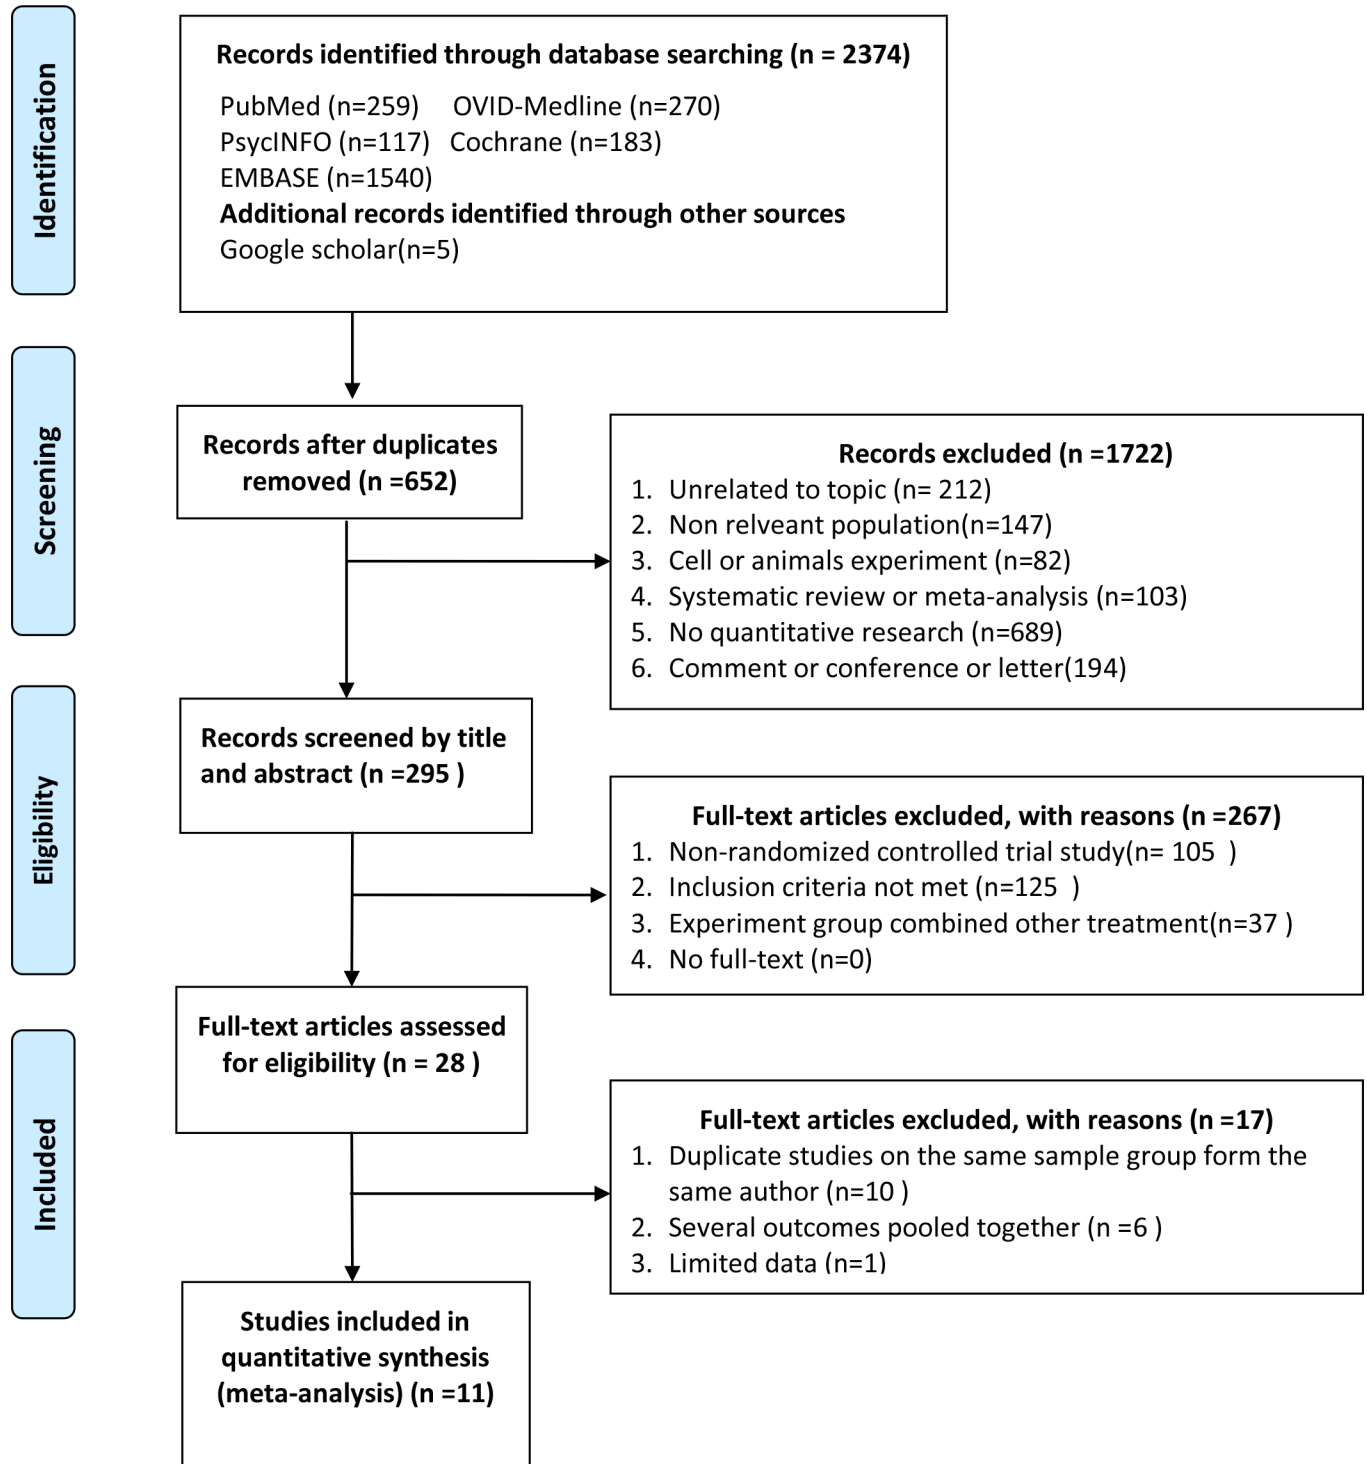 Identification
Records identified through database searching (n = 2374)
PubMed (n=259) OVID-Medline (n=270)
PsycINFO (n=117) Cochrane (n=183)
EMBASE (n=1540)
Additional records identified through other sources
Google scholar(n=5)
Screening
Records after duplicates
removed (n =652)
Records excluded (n =1722)
1. Unrelated to topic (n= 212)
2. Non relveant population(n=147)
3. Cell or animals experiment (n=82)
4. Systematic review or meta-analysis (n=103)
5. No quantitative research (n=689)
6. Comment or conference or letter(194)
Eligibility
Records screened by title
and abstract (n =295 )
Full-text articles excluded, with reasons (n =267)
1. Non-randomized controlled trial study(n= 105 )
2. Inclusion criteria not met (n=125 )
3. Experiment group combined other treatment(n=37 )
4. No full-text (n=0)
Full-text articles assessed
for eligibility (n = 28 )
Included
Full-text articles excluded, with reasons (n =17)
1. Duplicate studies on the same sample group form the
same author (n=10 )
2. Several outcomes pooled together (n =6 )
3. Limited data (n=1)
Studies included in
quantitative synthesis
(meta-analysis) (n =11)